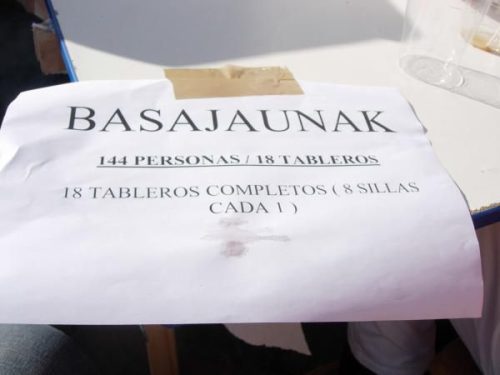 BASAJAUNAK
144 PERSONAS / 18 TABLEROS
18 TABLEROS COMPLETOS ( 8 SILLAS
CADA 1 )